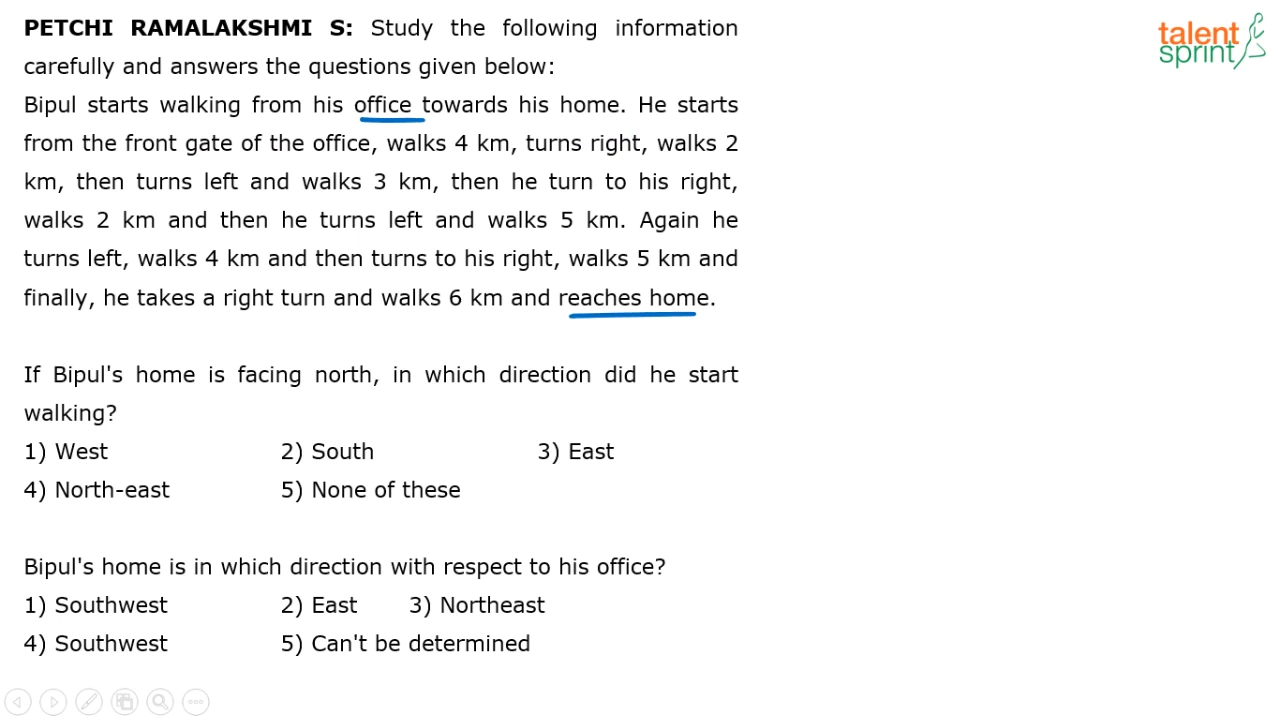 PETCHI RAMALAKSHMI S: Study the following information
carefully and answers the questions given below:
Bipul starts walking from his office towards his home. He starts
from the front gate of the office, walks 4 km, turns right, walks 2
km, then turns left and walks 3 km, then he turn to his right,
walks 2 km and then he turns left and walks 5 km. Again he
turns left, walks 4 km and then turns to his right, walks 5 km and
finally, he takes a right turn and walks 6 km and reaches home.
If Bipul's home is facing north, in which direction did he start
walking?
1) West 2) South 3) East
4) North-east 5) None of these
Bipul's home is in which direction with respect to his office?
1) Southwest 2) East 3) Northeast
4) Southwest 5) Can't be determined
talent
sprint